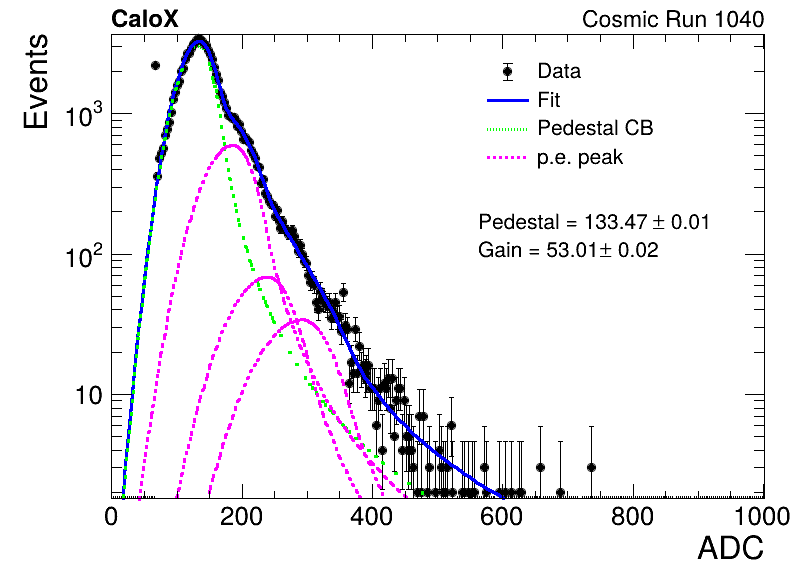 CaloX Cosmic Run 1040
Events
Data
Fit
Pedestal CB
p.e. peak
Pedestal = 133.47 ± 0.01
Gain = 53.01 ± 0.02
10³
10²
10
0 200 400 600 800 1000
ADC